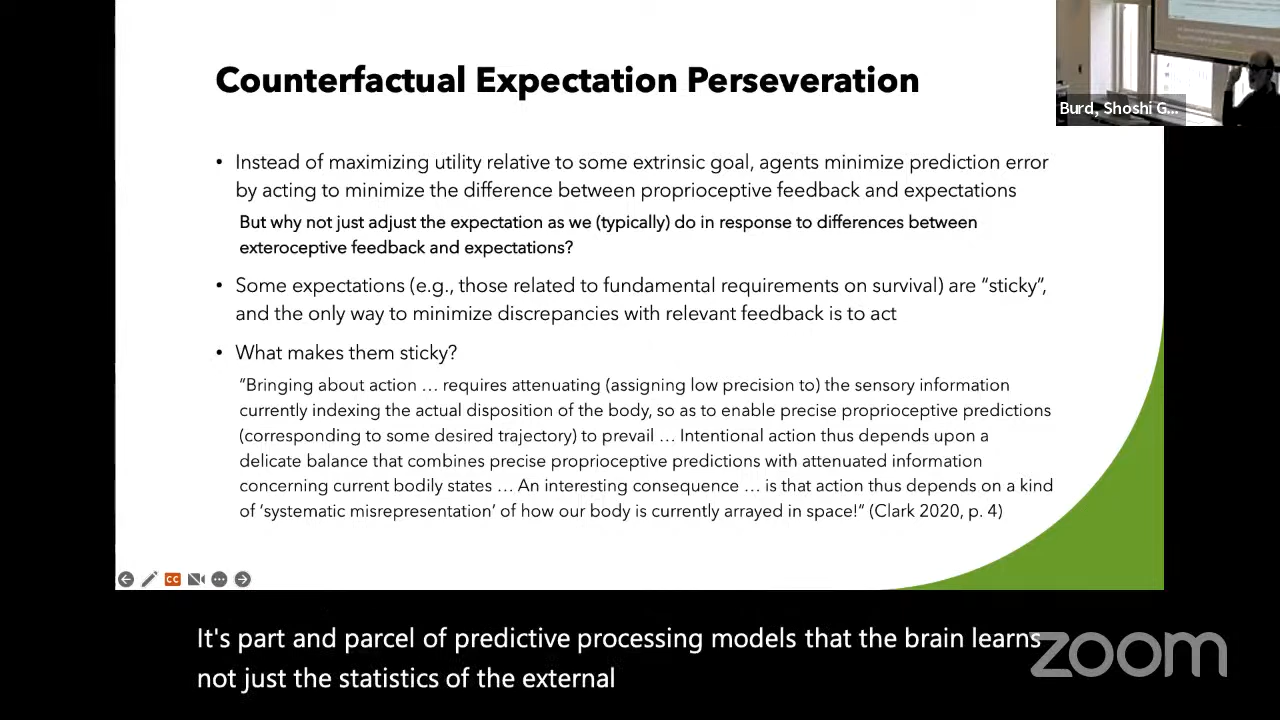 Counterfactual Expectation Perseveration
Burd, Shoshi G...
• Instead of maximizing utility relative to some extrinsic goal, agents minimize prediction error
by acting to minimize the difference between proprioceptive feedback and expectations
But why not just adjust the expectation as we (typically) do in response to differences between
exteroceptive feedback and expectations?
• Some expectations (e.g., those related to fundamental requirements on survival) are “sticky”,
and the only way to minimize discrepancies with relevant feedback is to act
• What makes them sticky?
“Bringing about action … requires attenuating (assigning low precision to) the sensory information
currently indexing the actual disposition of the body, so as to enable precise proprioceptive predictions
(corresponding to some desired trajectory) to prevail … Intentional action thus depends upon a
delicate balance that combines precise proprioceptive predictions with attenuated information
concerning current bodily states … An interesting consequence … is that action thus depends on a kind
of ‘systematic misrepresentation’ of how our body is currently arrayed in space!” (Clark 2020, p. 4)
CC
It's part and parcel of predictive processing models that the brain learns
not just the statistics of the external
zoom